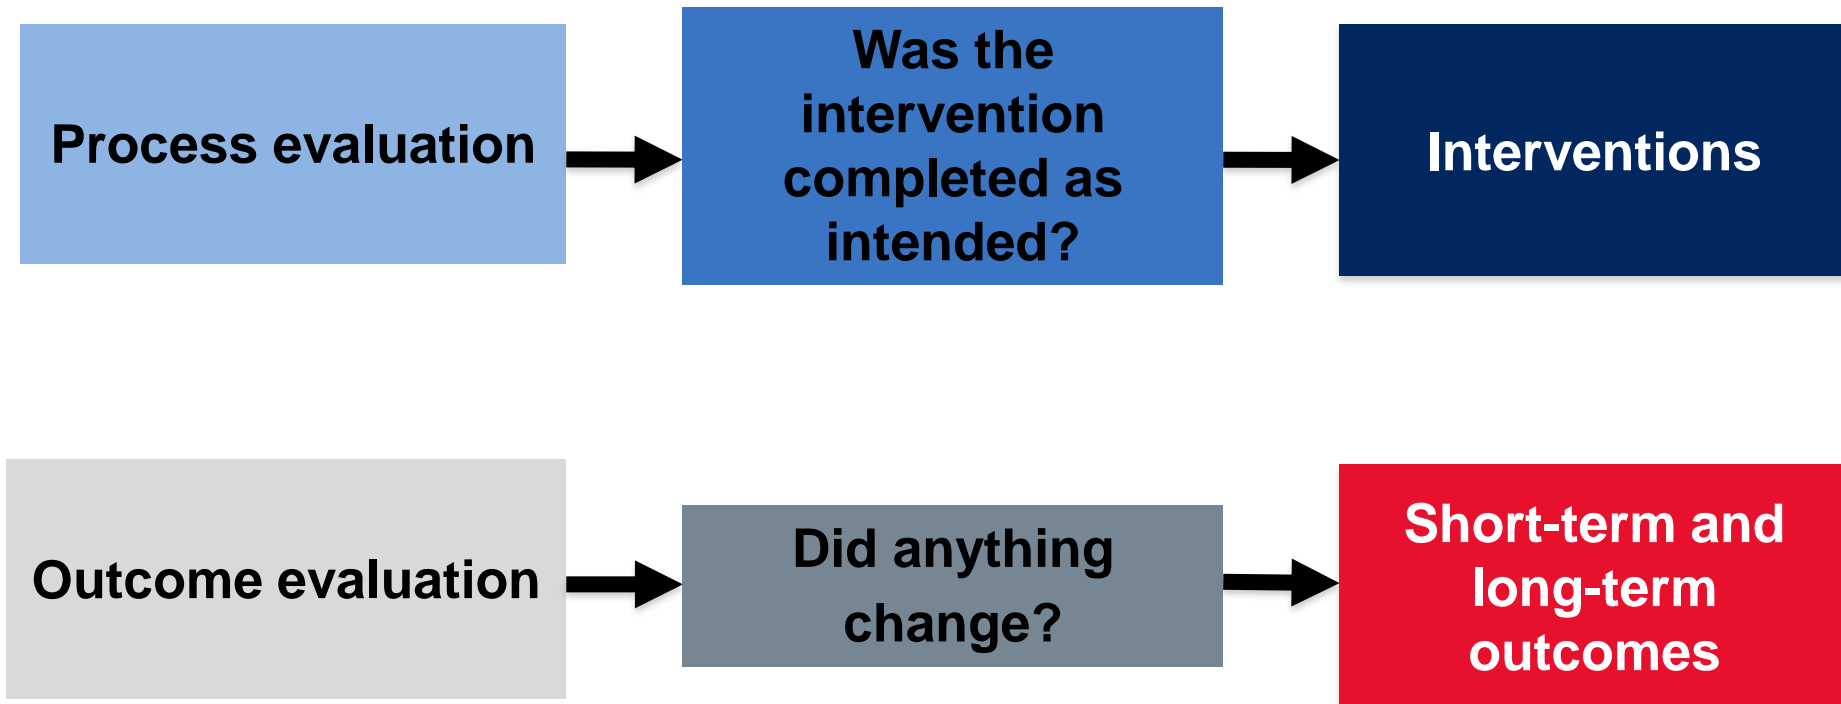 Process evaluation
Was the
intervention
completed as
intended?
Interventions
Outcome evaluation
Did anything
change?
Short-term and
long-term
outcomes